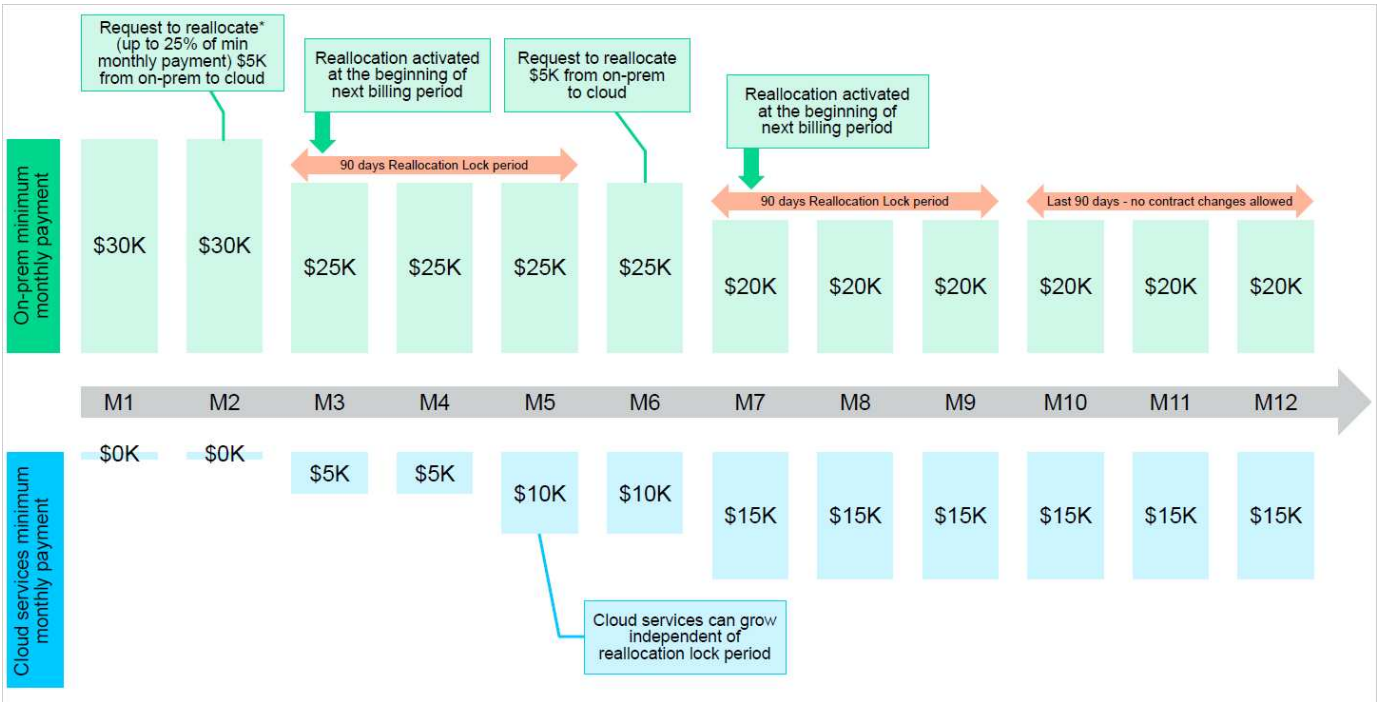 Request to reallocate*
(up to 25% of min
monthly payment) $5K
from on-prem to cloud
Reallocation activated
at the beginning of
next billing period
Request to reallocate
$5K from on-prem
to cloud
Reallocation activated
at the beginning of
next billing period
90 days Reallocation Lock period
90 days Reallocation Lock period
Last 90 days - no contract changes allowed
On-prem minimum
monthly payment
$30K
$30K
$25K
$25K
$25K
$25K
$20K
$20K
$20K
$20K
$20K
$20K
M1
M2
M3
M4
M5
M6
M7
M8
M9
M10
M11
M12
Cloud services minimum
monthly payment
$0K
$0K
$5K
$5K
$10K
$10K
$15K
$15K
$15K
$15K
$15K
$15K
Cloud services can grow
independent of
reallocation lock period